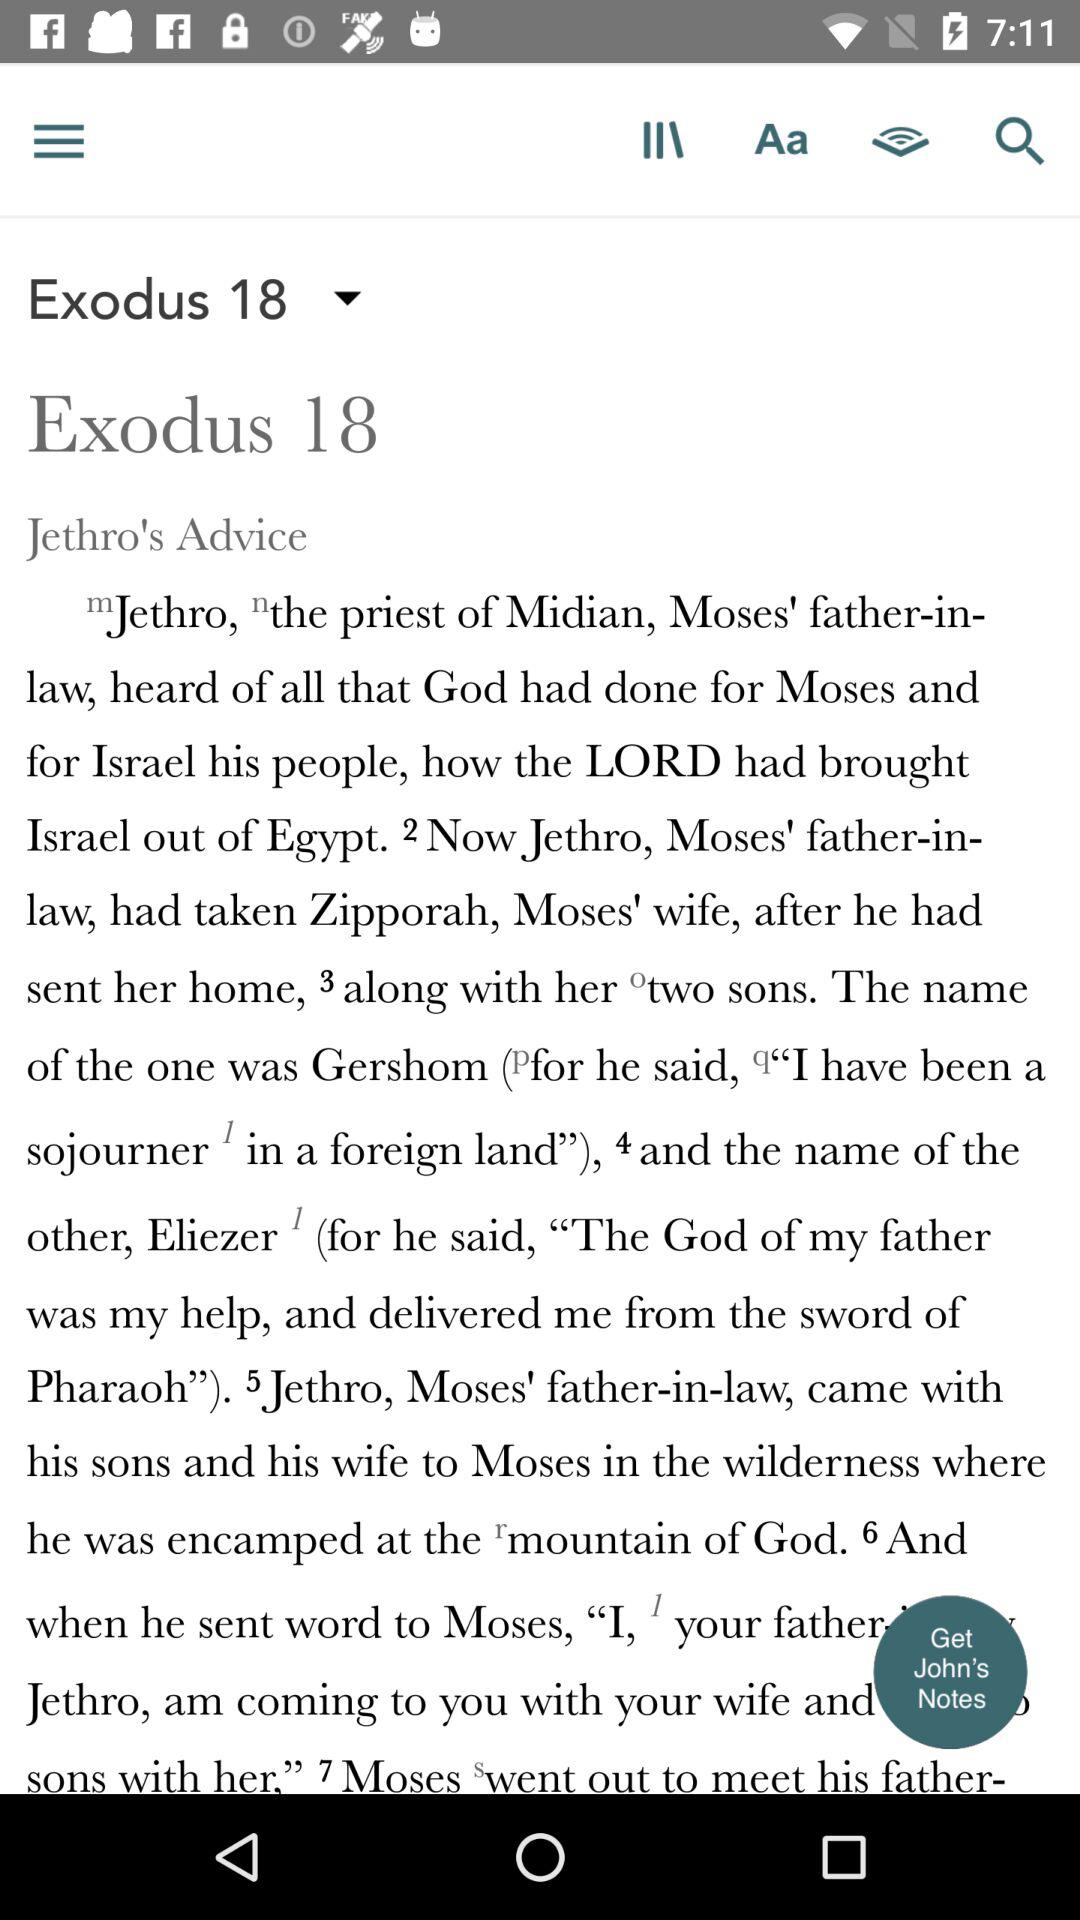 FAKE
7:11
Aa
Exodus 18
Exodus 18
Jethro's Advice
mJethro, nthe priest of Midian, Moses' father-in-
law, heard of all that God had done for Moses and
for Israel his people, how the LORD had brought
Israel out of Egypt. 2 Now Jethro, Moses' father-in-
law, had taken Zipporah, Moses' wife, after he had
sent her home, 3 along with her otwo sons. The name
of the one was Gershom (pfor he said, q“I have been a
sojourner 1 in a foreign land”), 4 and the name of the
other, Eliezer 1 (for he said, “The God of my father
was my help, and delivered me from the sword of
Pharaoh”). 5 Jethro, Moses' father-in-law, came with
his sons and his wife to Moses in the wilderness where
he was encamped at the rmountain of God. 6 And
when he sent word to Moses, “I, 1 your father-
Jethro, am coming to you with your wife and
sons with her,” 7 Moses swent out to meet his father-
Get
John’s
Notes